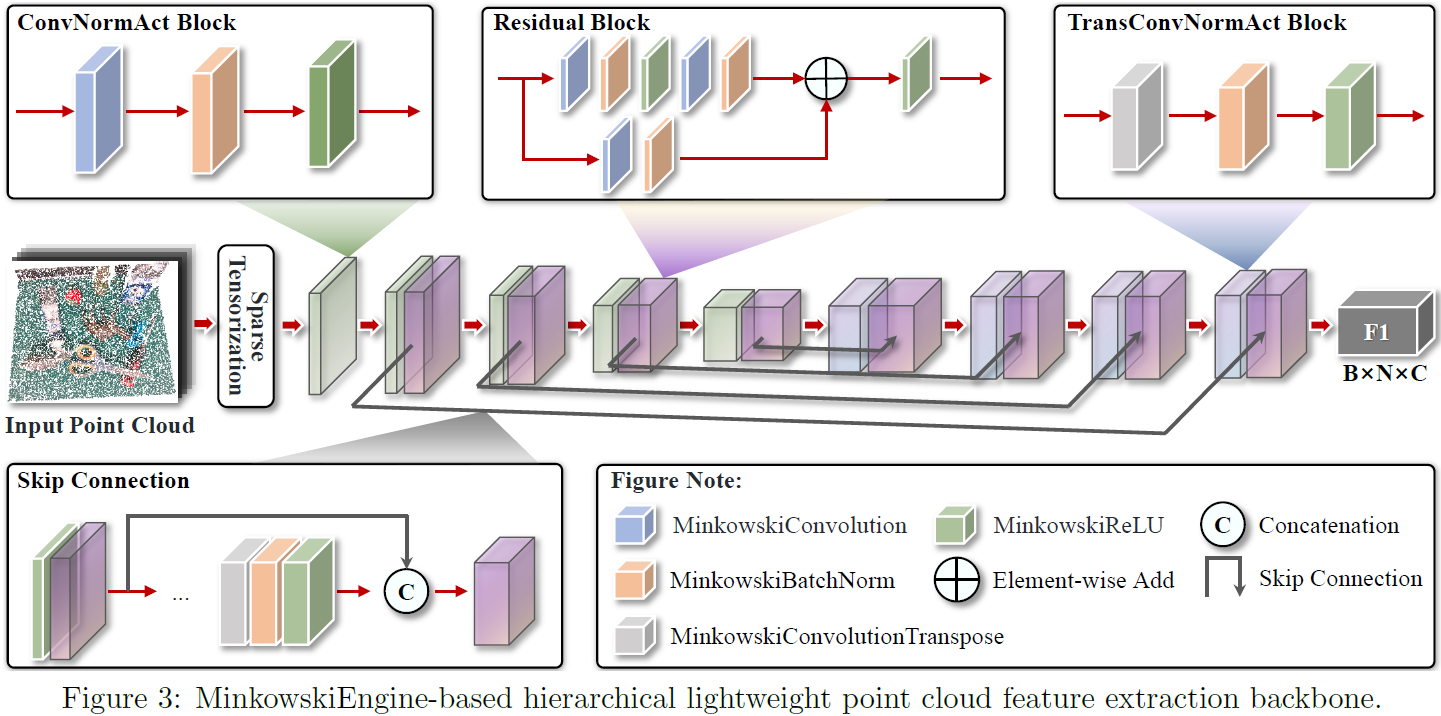 ConvNormAct Block
Residual Block
TransConvNormAct Block
Sparse
Tensorization
Input Point Cloud
F1
B×N×C
Skip Connection
...
C
Figure Note:
MinkowskiConvolution
MinkowskiReLU
C
Concatenation
MinkowskiBatchNorm
Element-wise Add
Skip Connection
MinkowskiConvolutionTranspose
Figure 3: MinkowskiEngine-based hierarchical lightweight point cloud feature extraction backbone.